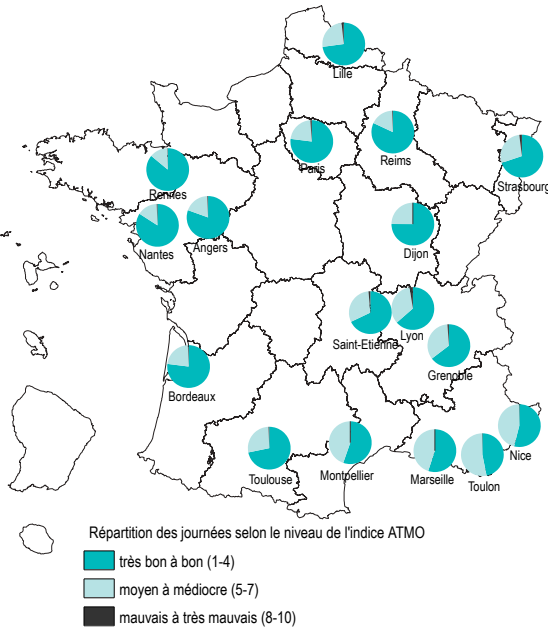 Lille
Paris
Reims
Strasbourg
Rennes
Nantes
Angers
Dijon
Saint-Etienne
Lyon
Grenoble
Bordeaux
Toulouse
Montpellier
Marseille
Toulon
Nice
Répartition des journées selon le niveau de l'indice ATMO
très bon à bon (1-4)
moyen à médiocre (5-7)
mauvais à très mauvais (8-10)